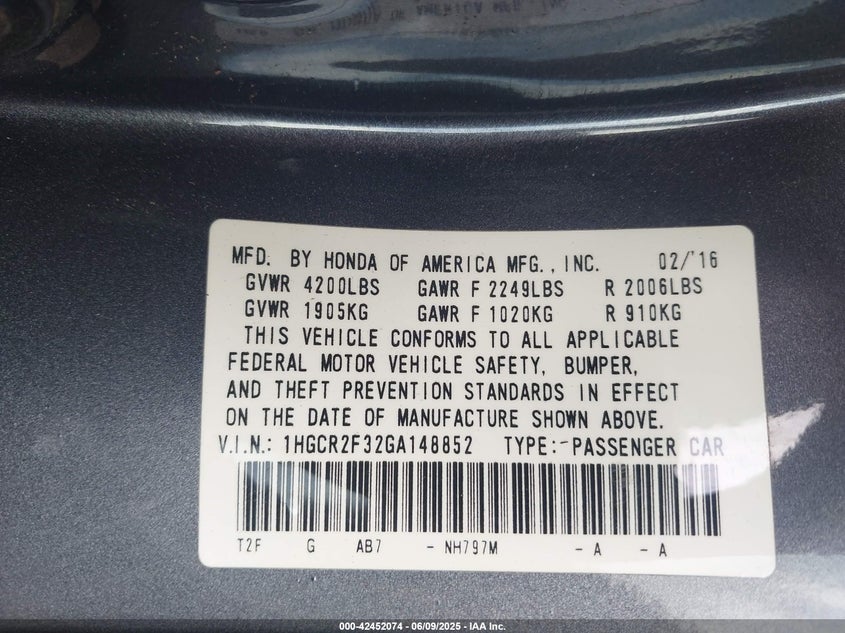 MFD. BY HONDA OF AMERICA MFG., INC. 02/'16
GVWR 4200LBS GAWR F 2249LBS R 2006LBS
GVWR 1905KG GAWR F 1020KG R 910KG
THIS VEHICLE CONFORMS TO ALL APPLICABLE
FEDERAL MOTOR VEHICLE SAFETY, BUMPER,
AND THEFT PREVENTION STANDARDS IN EFFECT
ON THE DATE OF MANUFACTURE SHOWN ABOVE.
V.I.N.: 1HGCR2F32GA148852 TYPE: PASSENGER CAR
T2F G AB7 - NH797M - A - A
000-42452074 / 06/09/2025 - IAA Inc.